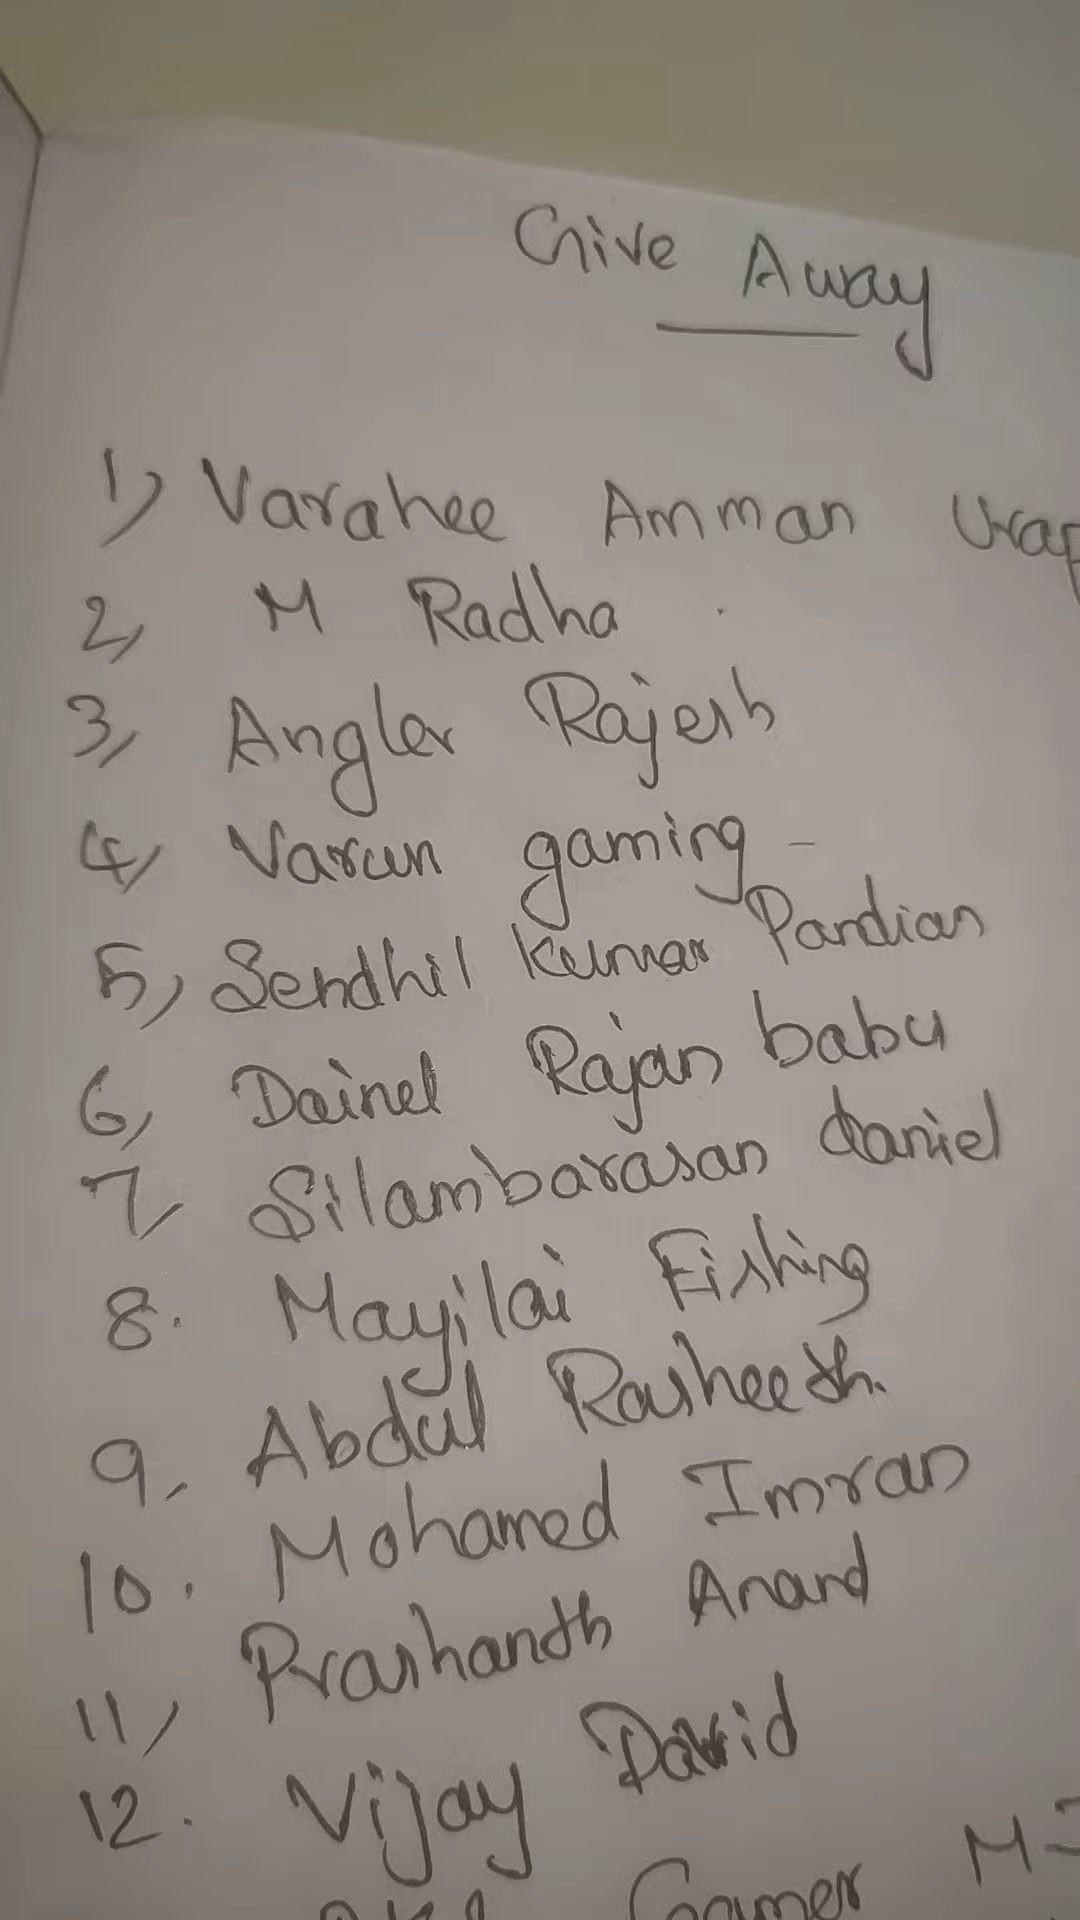 Give Away
1, Varahee Amman
2, M Radha
3, Angler Rajesh
4, Varun gaming
5, Sendhil Kumar Pandian
6, Dainel Rajan babu
7, Silambarasan daniel
8. Mayilai Fishing
9, Abdul Rasheeth.
10. Mohamed Imran
11, Prashanth Anand
12. Vijay David
Gamer M